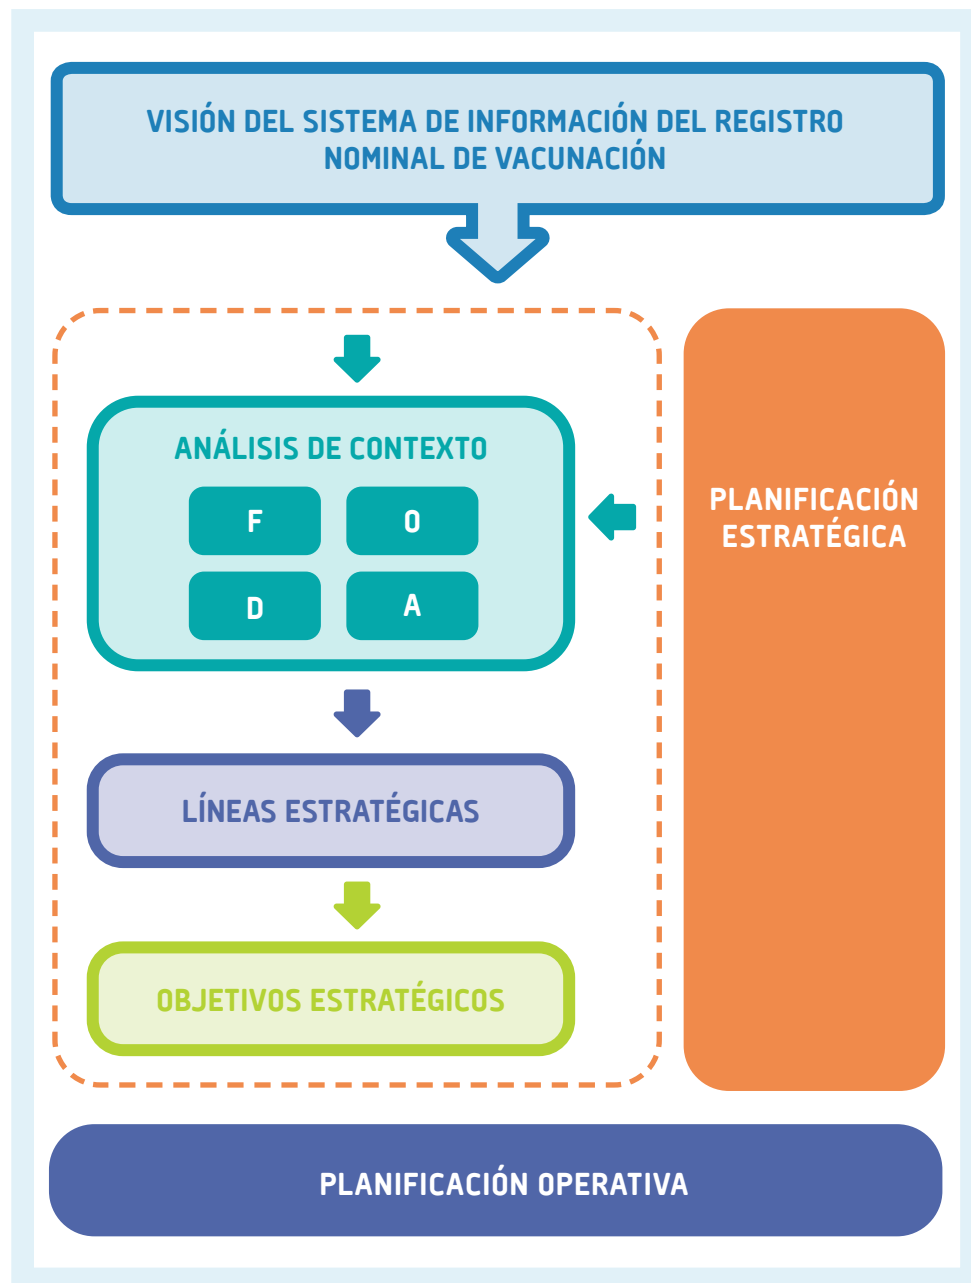 VISIÓN DEL SISTEMA DE INFORMACIÓN DEL REGISTRO
NOMINAL DE VACUNACIÓN
ANÁLISIS DE CONTEXTO
F
O
D
A
PLANIFICACIÓN
ESTRATÉGICA
LÍNEAS ESTRATÉGICAS
OBJETIVOS ESTRATÉGICOS
PLANIFICACIÓN OPERATIVA